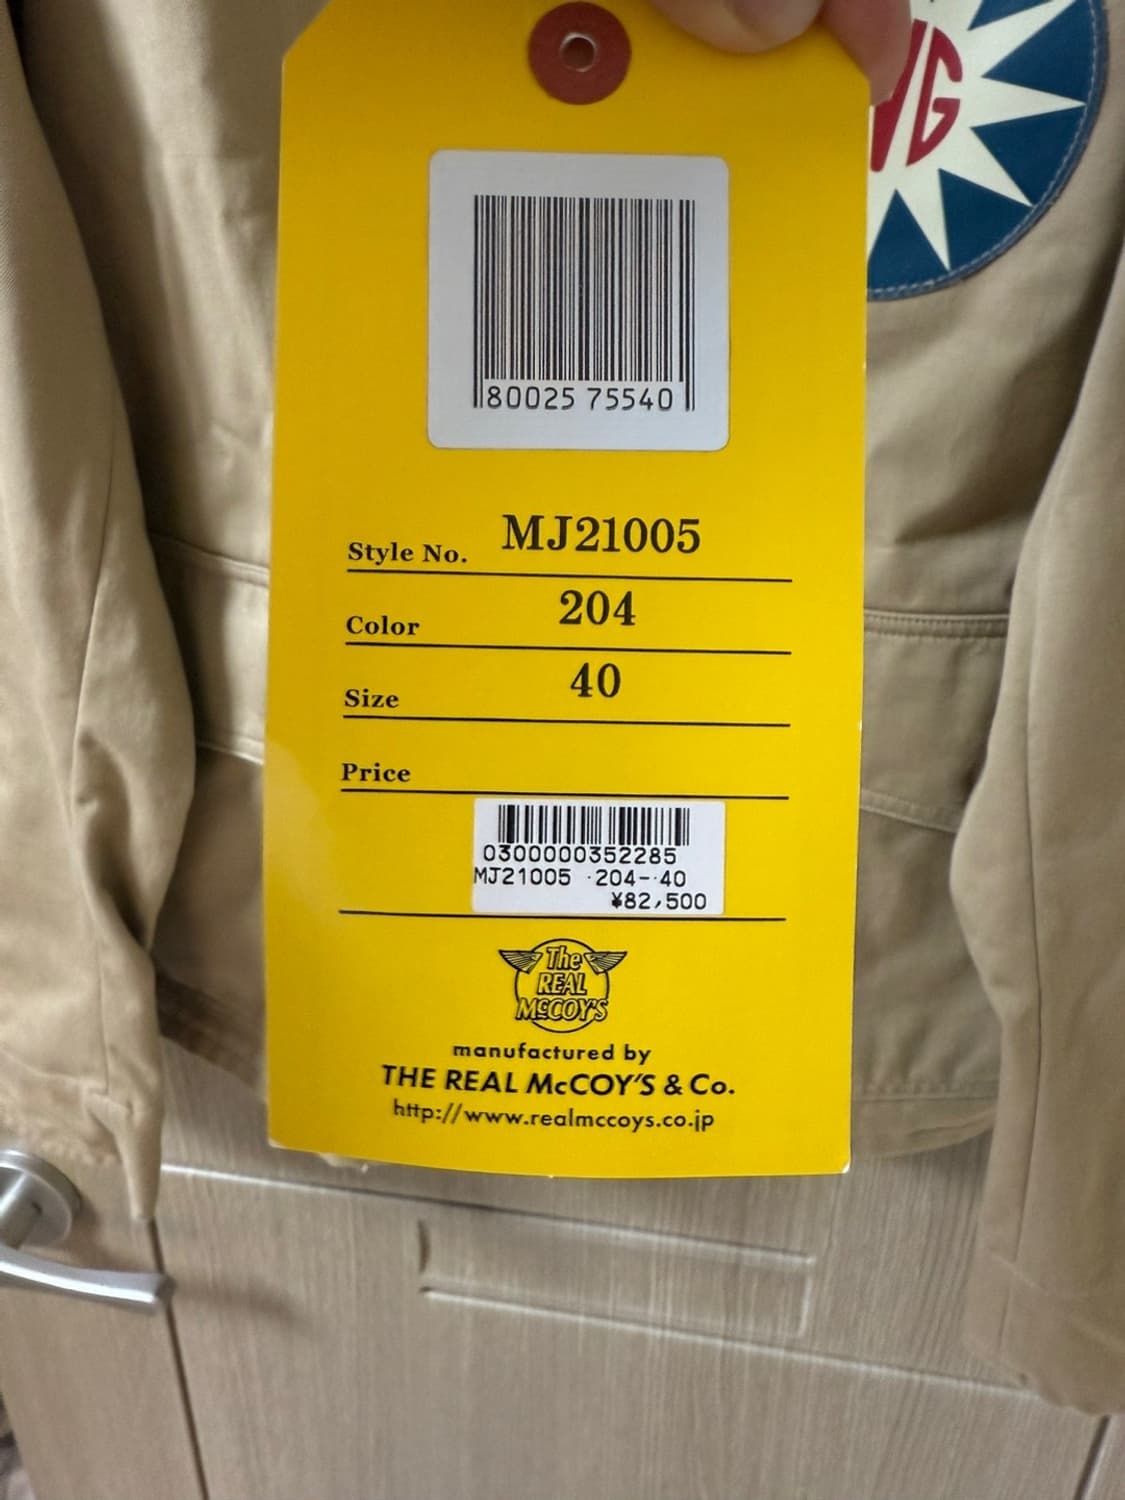 VG
80025 75540
Style No. MJ21005
Color 204
Size 40
Price
0300000352285
MJ21005 204--40
¥82,500
The
REAL
McCOY'S
manufactured by
THE REAL McCOY'S & Co.
http://www.realmccoys.co.jp